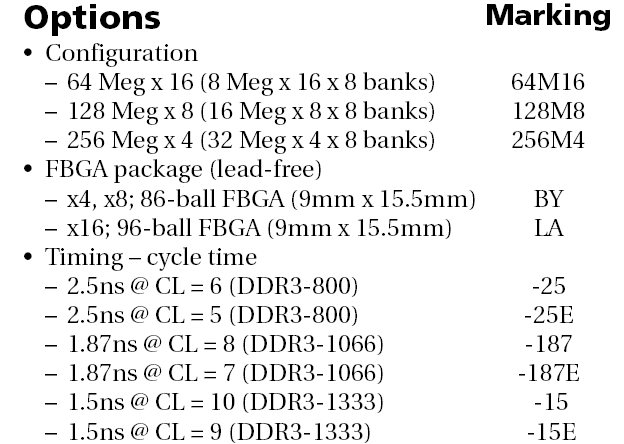 Options Marking
• Configuration
– 64 Meg x 16 (8 Meg x 16 x 8 banks) 64M16
– 128 Meg x 8 (16 Meg x 8 x 8 banks) 128M8
– 256 Meg x 4 (32 Meg x 4 x 8 banks) 256M4
• FBGA package (lead-free)
– x4, x8; 86-ball FBGA (9mm x 15.5mm) BY
– x16; 96-ball FBGA (9mm x 15.5mm) LA
• Timing – cycle time
– 2.5ns @ CL = 6 (DDR3-800) -25
– 2.5ns @ CL = 5 (DDR3-800) -25E
– 1.87ns @ CL = 8 (DDR3-1066) -187
– 1.87ns @ CL = 7 (DDR3-1066) -187E
– 1.5ns @ CL = 10 (DDR3-1333) -15
– 1.5ns @ CL = 9 (DDR3-1333) -15E